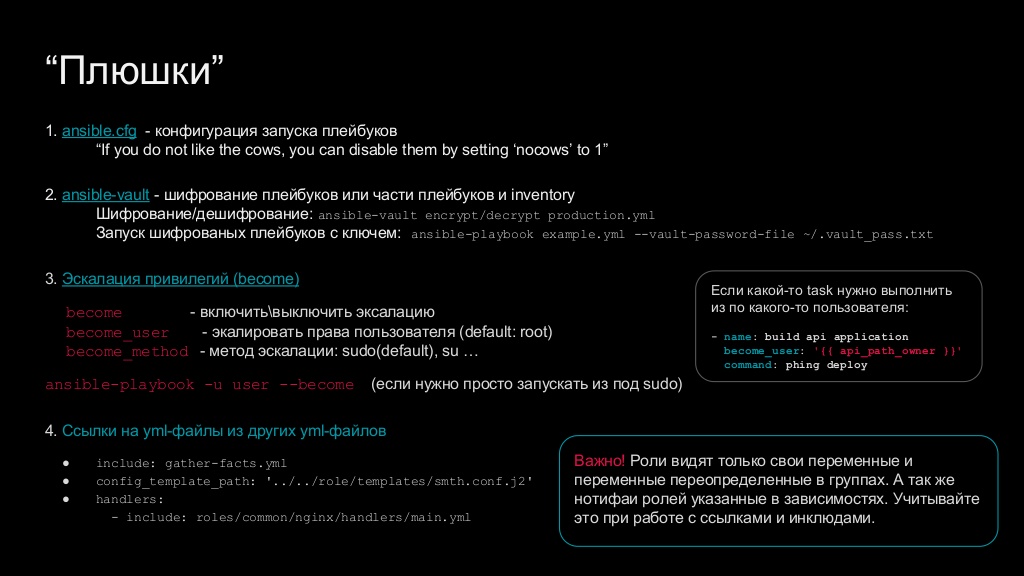 “Плюшки”
1. ansible.cfg - конфигурация запуска плейбуков
“If you do not like the cows, you can disable them by setting ‘nocows’ to 1”
2. ansible-vault - шифрование плейбуков или части плейбуков и inventory
Шифрование/дешифрование: ansible-vault encrypt/decrypt production.yml
Запуск шифрованых плейбуков с ключем: ansible-playbook example.yml --vault-password-file ~/.vault_pass.txt
3. Эскалация привилегий (become)
become - включить\выключить эксалацию
become_user - экалировать права пользователя (default: root)
become_method - метод эскалации: sudo(default), su …
ansible-playbook -u user --become (если нужно просто запускать из под sudo)
Если какой-то task нужно выполнить
из по какого-то пользователя:
- name: build api application
become_user: '{{ api_path_owner }}'
command: phing deploy
4. Ссылки на yml-файлы из других yml-файлов
● include: gather-facts.yml
● config_template_path: '../../role/templates/smth.conf.j2'
● handlers:
- include: roles/common/nginx/handlers/main.yml
Важно! Роли видят только свои переменные и
переменные переопределенные в группах. А так же
нотифаи ролей указанные в зависимостях. Учитывайте
это при работе с ссылками и инклюдами.